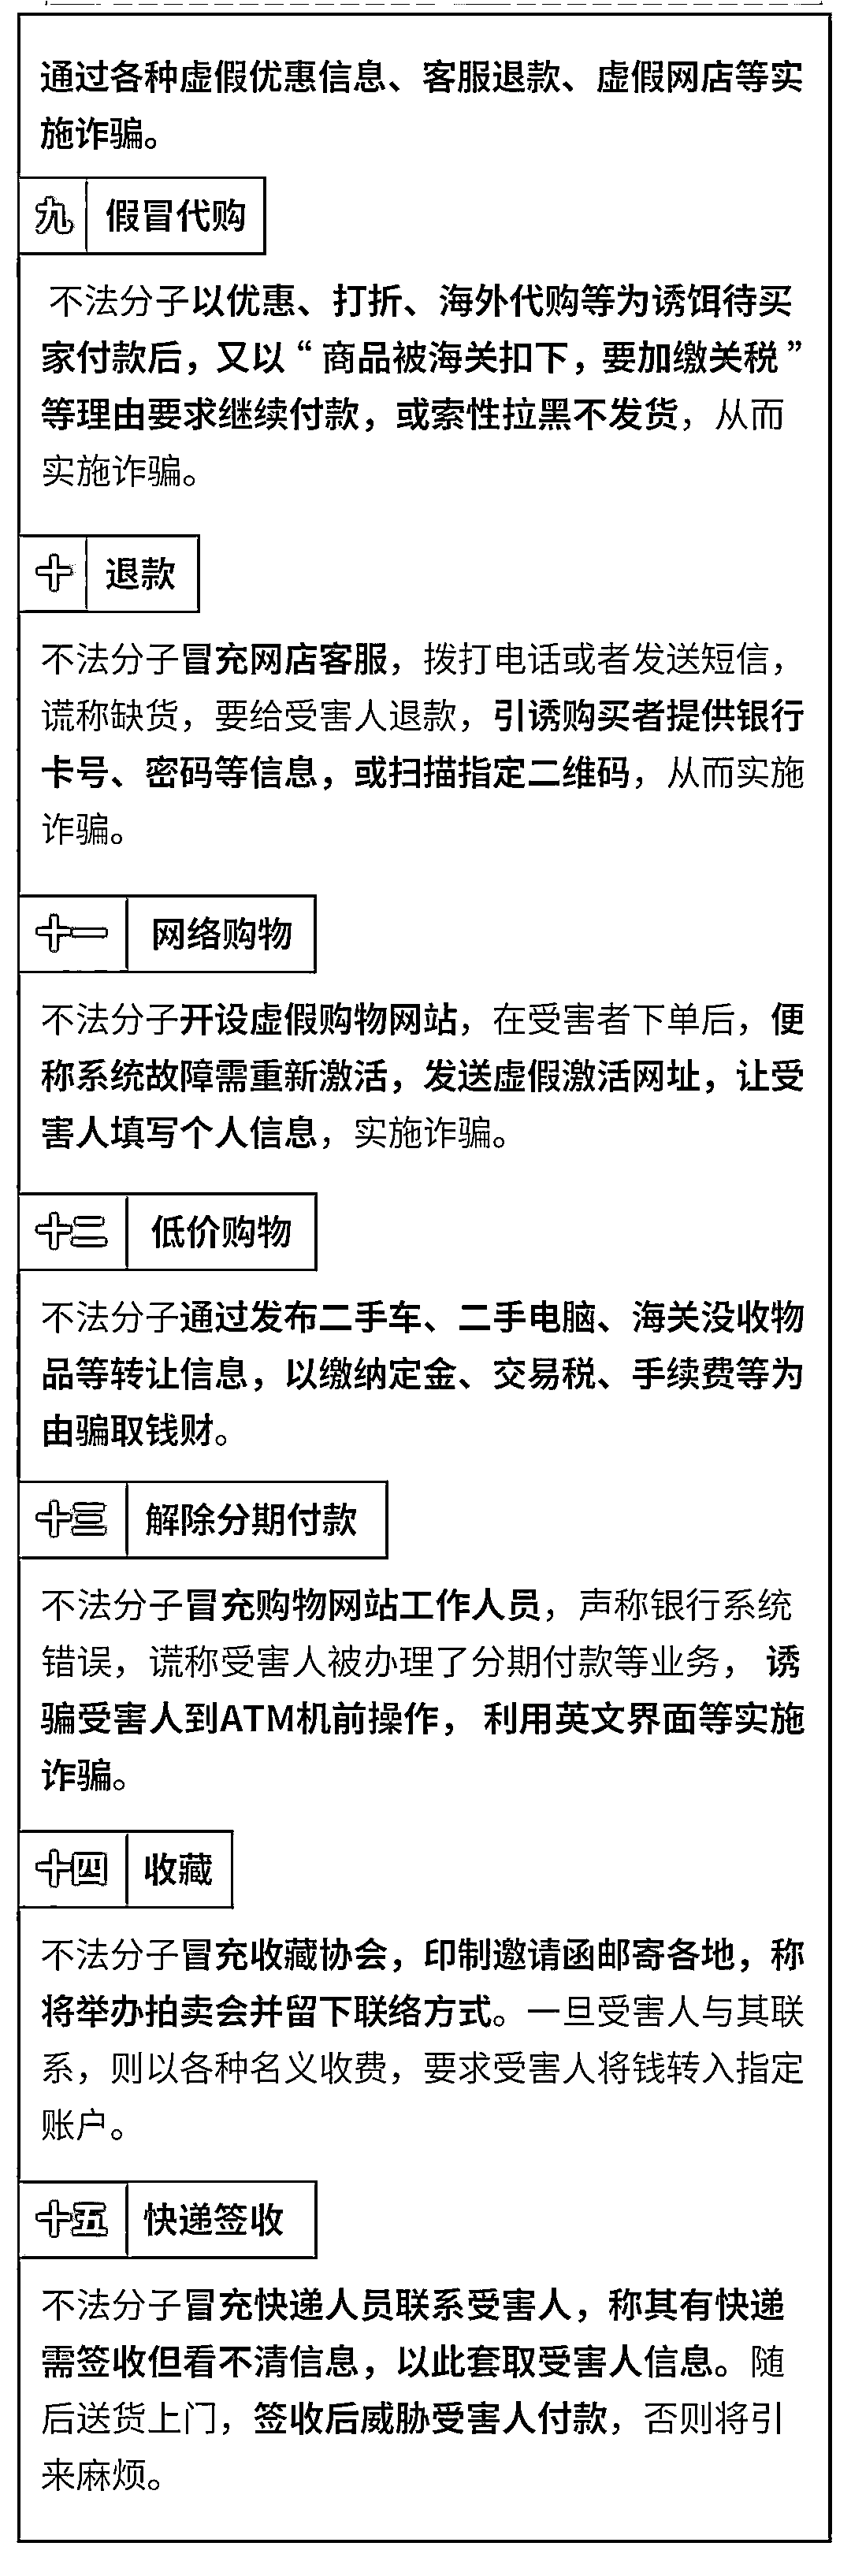 通过各种虚假优惠信息、客服退款、虚假网店等实
施诈骗。
九 假冒代购
不法分子以优惠、打折、海外代购等为诱饵待买
家付款后，又以“商品被海关扣下，要加缴关税”
等理由要求继续付款，或索性拉黑不发货，从而
实施诈骗。
十 退款
不法分子冒充网店客服，拨打电话或者发送短信，
谎称缺货，要给受害人退款，引诱购买者提供银行
卡号、密码等信息，或扫描指定二维码，从而实施
诈骗。
十一 网络购物
不法分子开设虚假购物网站，在受害者下单后，便
称系统故障需重新激活，发送虚假激活网址，让受
害人填写个人信息，实施诈骗。
十二 低价购物
不法分子通过发布二手车、二手电脑、海关没收物
品等转让信息，以缴纳定金、交易税、手续费等为
由骗取钱财。
十三 解除分期付款
不法分子冒充购物网站工作人员，声称银行系统
错误，谎称受害人被办理了分期付款等业务，诱
骗受害人到ATM机前操作，利用英文界面等实施
诈骗。
十四 收藏
不法分子冒充收藏协会，印制邀请函邮寄各地，称
将举办拍卖会并留下联络方式。一旦受害人与其联
系，则以各种名义收费，要求受害人将钱转入指定
账户。
十五 快递签收
不法分子冒充快递人员联系受害人，称其有快递
需签收但看不清信息，以此套取受害人信息。随
后送货上门，签收后威胁受害人付款，否则将引
来麻烦。